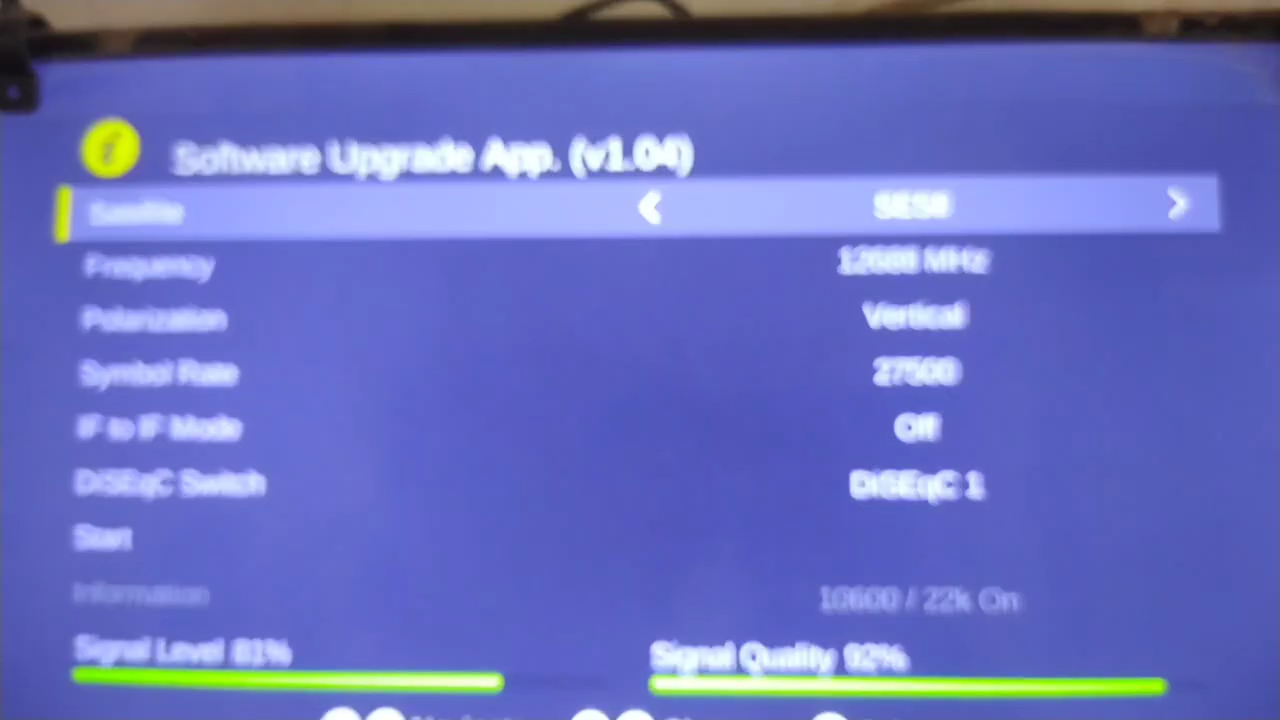 Software Upgrade App. (v1.04)
Satellite SES8
Frequency MHz
Polarization Vertical
Symbol Rate 27500
IF to IF Mode Off
DiSEqC Switch DiSEqC 1
Start
Information 10600 / 22k On
Signal Level 81% Signal Quality 92%